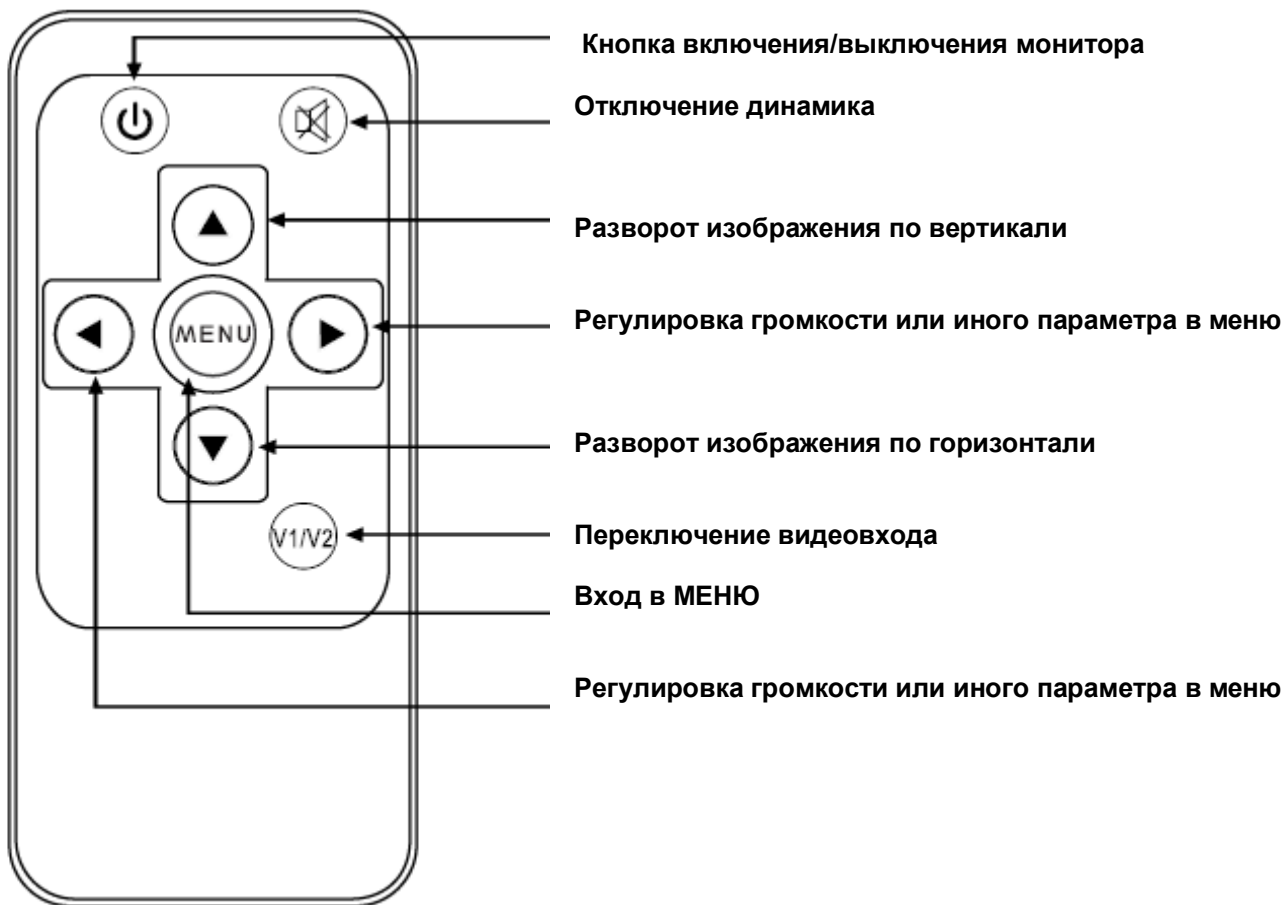 Кнопка включения/выключения монитора
Отключение динамика
Разворот изображения по вертикали
Регулировка громкости или иного параметра в меню
MENU
Разворот изображения по горизонтали
V1/V2
Переключение видеовхода
Вход в МЕНЮ
Регулировка громкости или иного параметра в меню